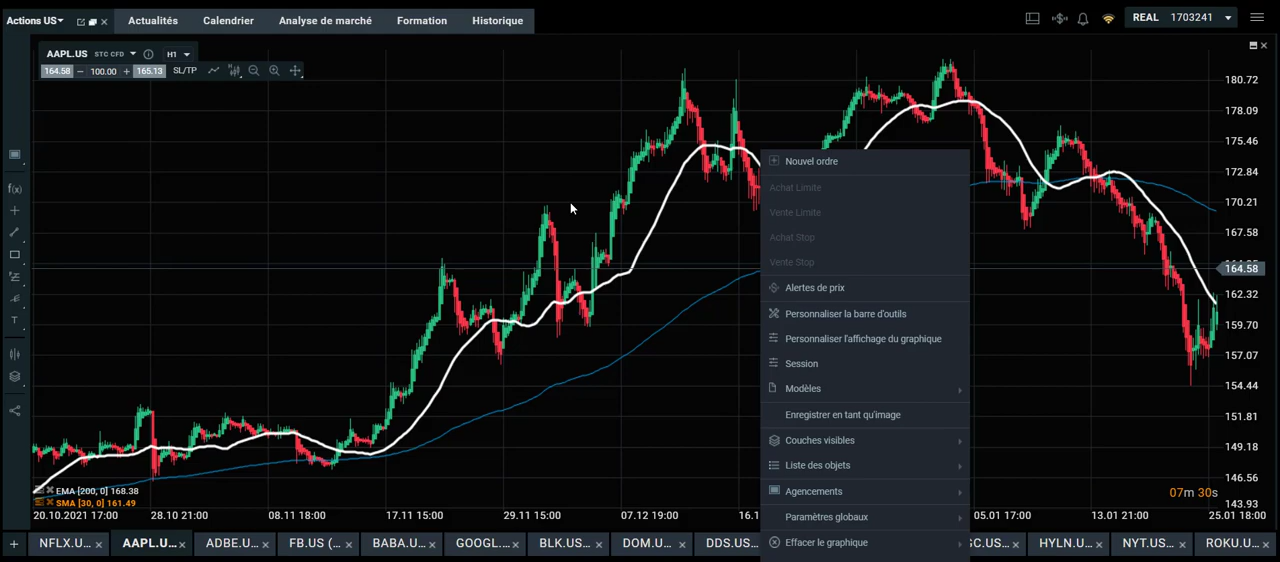 Actions US Actualités Calendrier Analyse de marché Formation Historique REAL 1703241
AAPL.US STC CFD H1
164.58 – 100.00 + 165.13 SL/TP
180.72
178.09
175.46
172.84
170.21
167.58
164.58
162.32
159.70
157.07
154.44
151.81
149.18
146.56
143.93
f(x)
T
Nouvel ordre
Achat Limite
Vente Limite
Achat Stop
Vente Stop
Alertes de prix
Personnaliser la barre d'outils
Personnaliser l'affichage du graphique
Session
Modèles
Enregistrer en tant qu'image
Couches visibles
Liste des objets
Agencements
Paramètres globaux
Effacer le graphique
EMA [200, 0] 168.38
SMA [30, 0] 161.49
07m 30s
20.10.2021 17:00 28.10 21:00 08.11 18:00 17.11 15:00 29.11 15:00 07.12 19:00 16.1 05.01 17:00 13.01 21:00 25.01 18:00
+ NFLX.U... AAPL.U... ADBE.U... FB.US (... BABA.U... GOOGL.... BLK.US... DOM.U... DDS.US... GC.US... HYLN.U... NYT.US... ROKU.U...